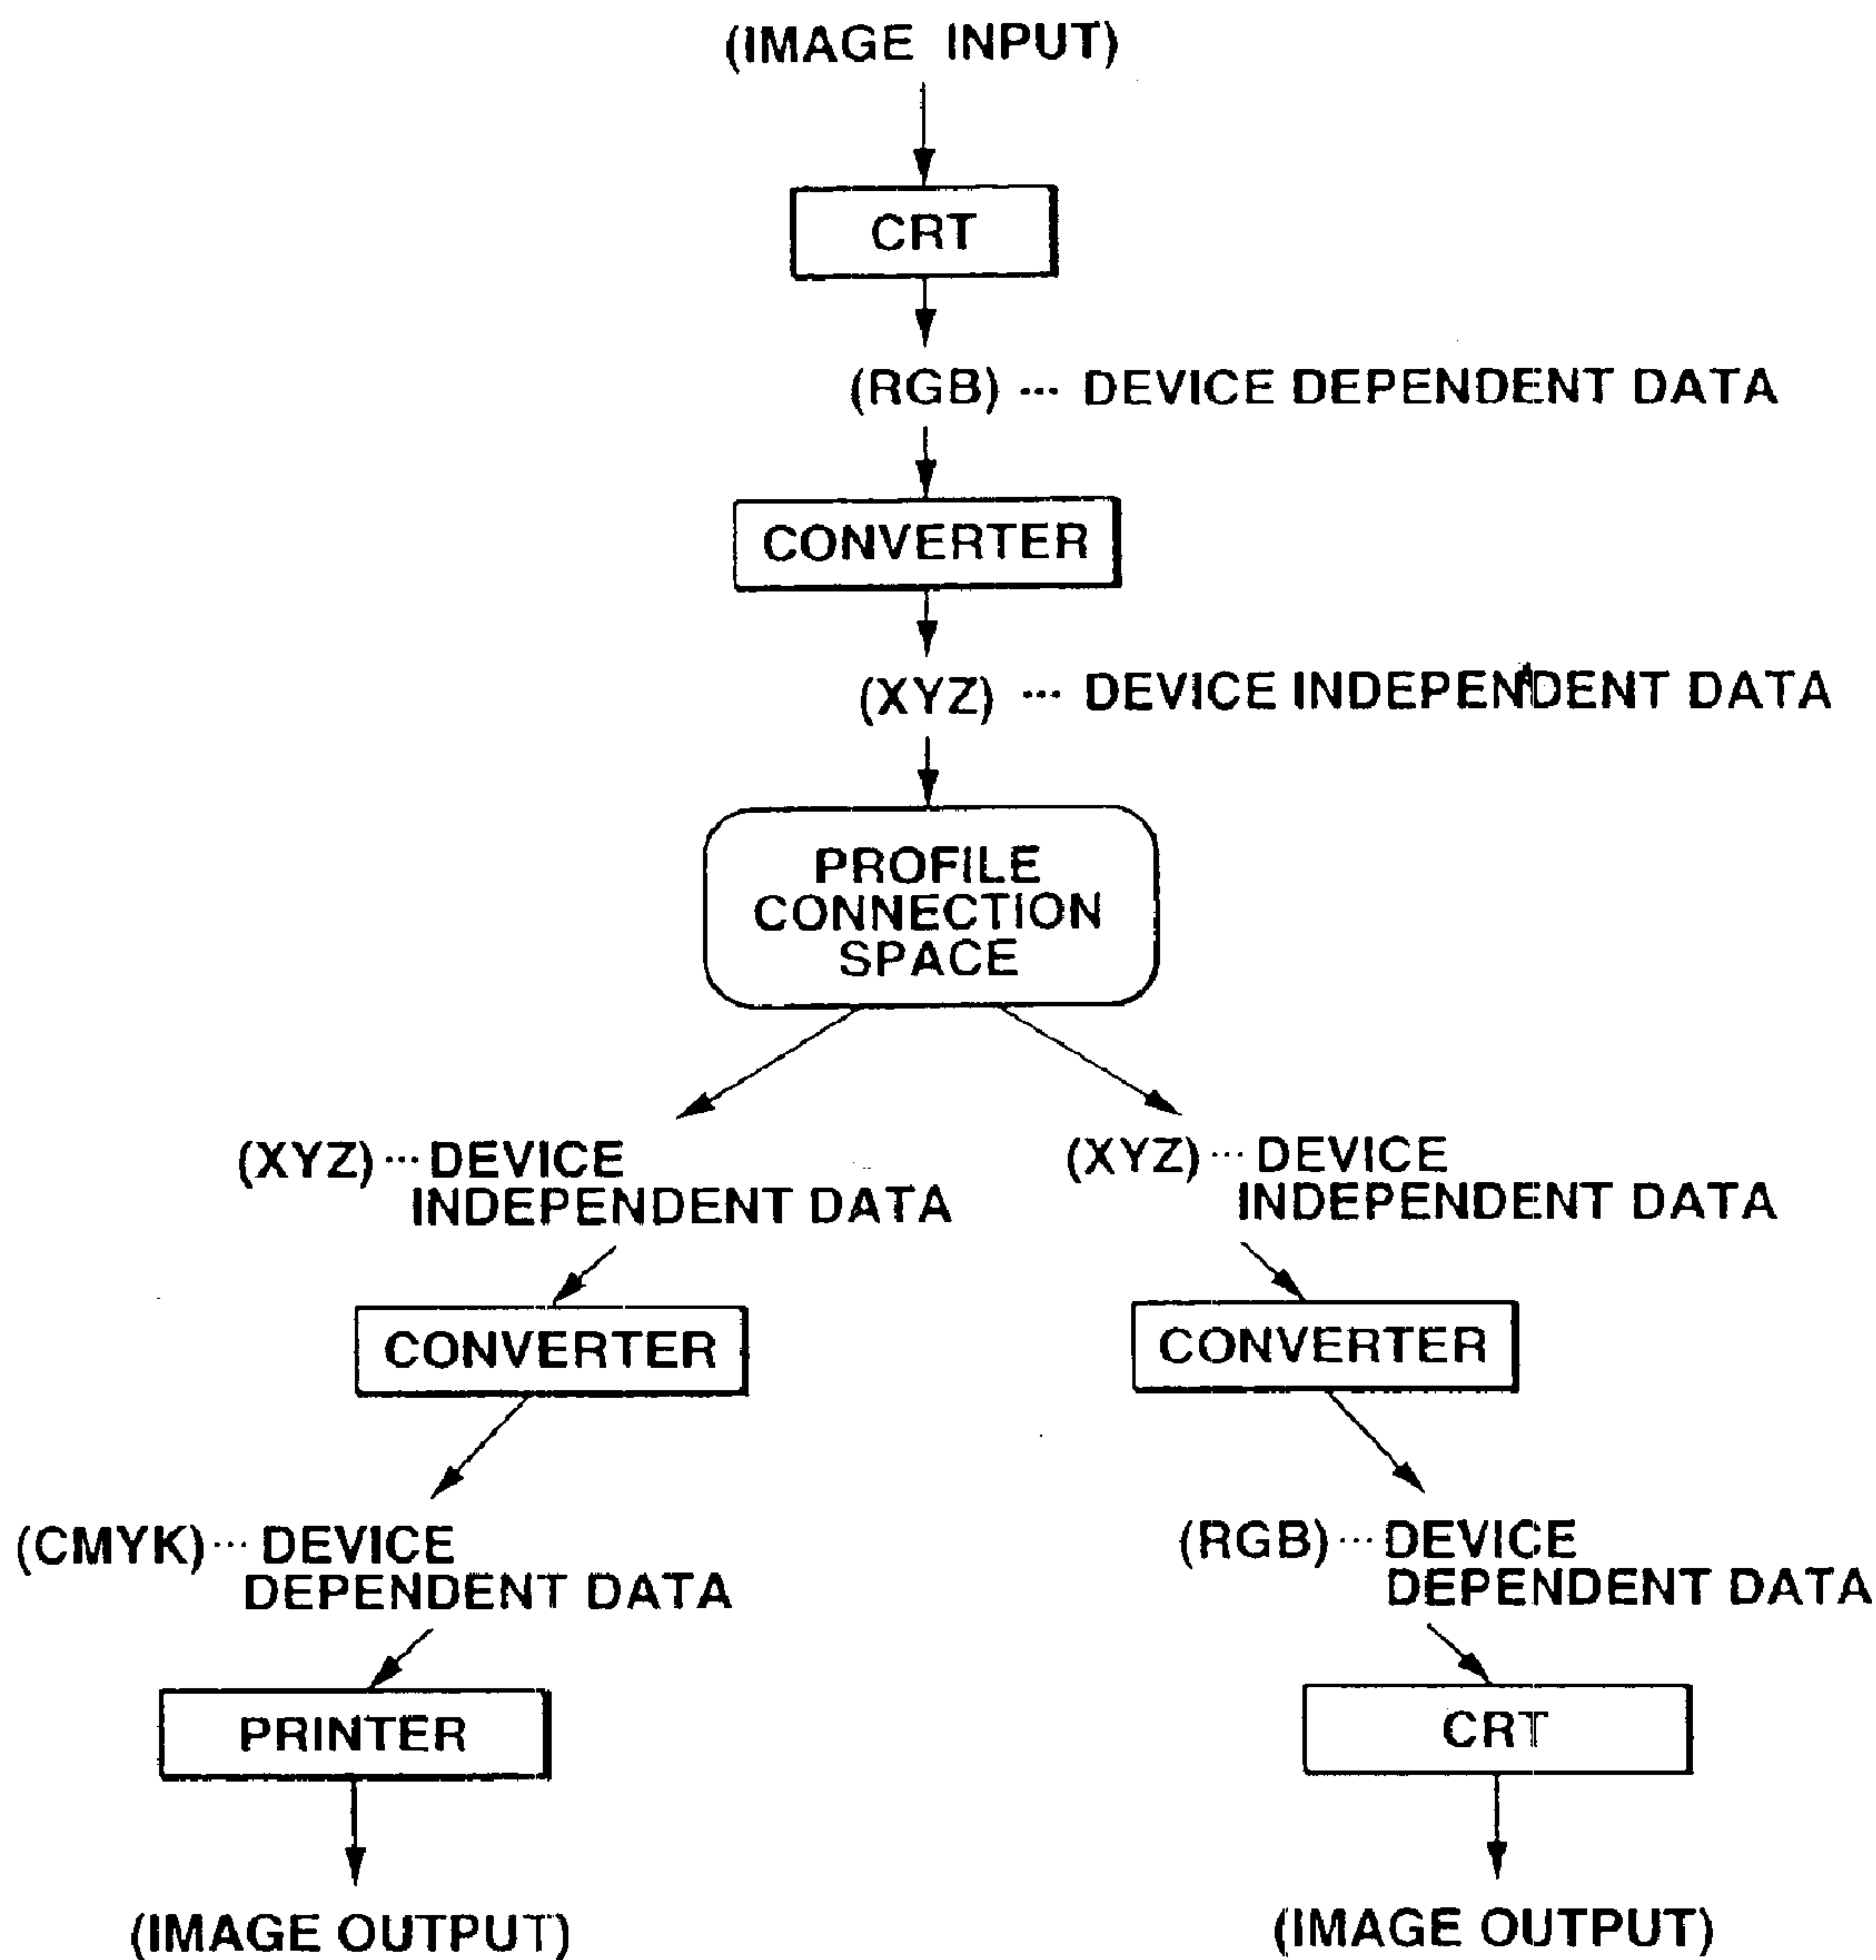 (IMAGE INPUT)
CRT
(RGB) ... DEVICE DEPENDENT DATA
CONVERTER
(XYZ) ... DEVICE INDEPENDENT DATA
PROFILE
CONNECTION
SPACE
(XYZ) ... DEVICE
INDEPENDENT DATA
(XYZ) ... DEVICE
INDEPENDENT DATA
CONVERTER
CONVERTER
(CMYK) ... DEVICE
DEPENDENT DATA
(RGB) ... DEVICE
DEPENDENT DATA
PRINTER
CRT
(IMAGE OUTPUT)
(IMAGE OUTPUT)